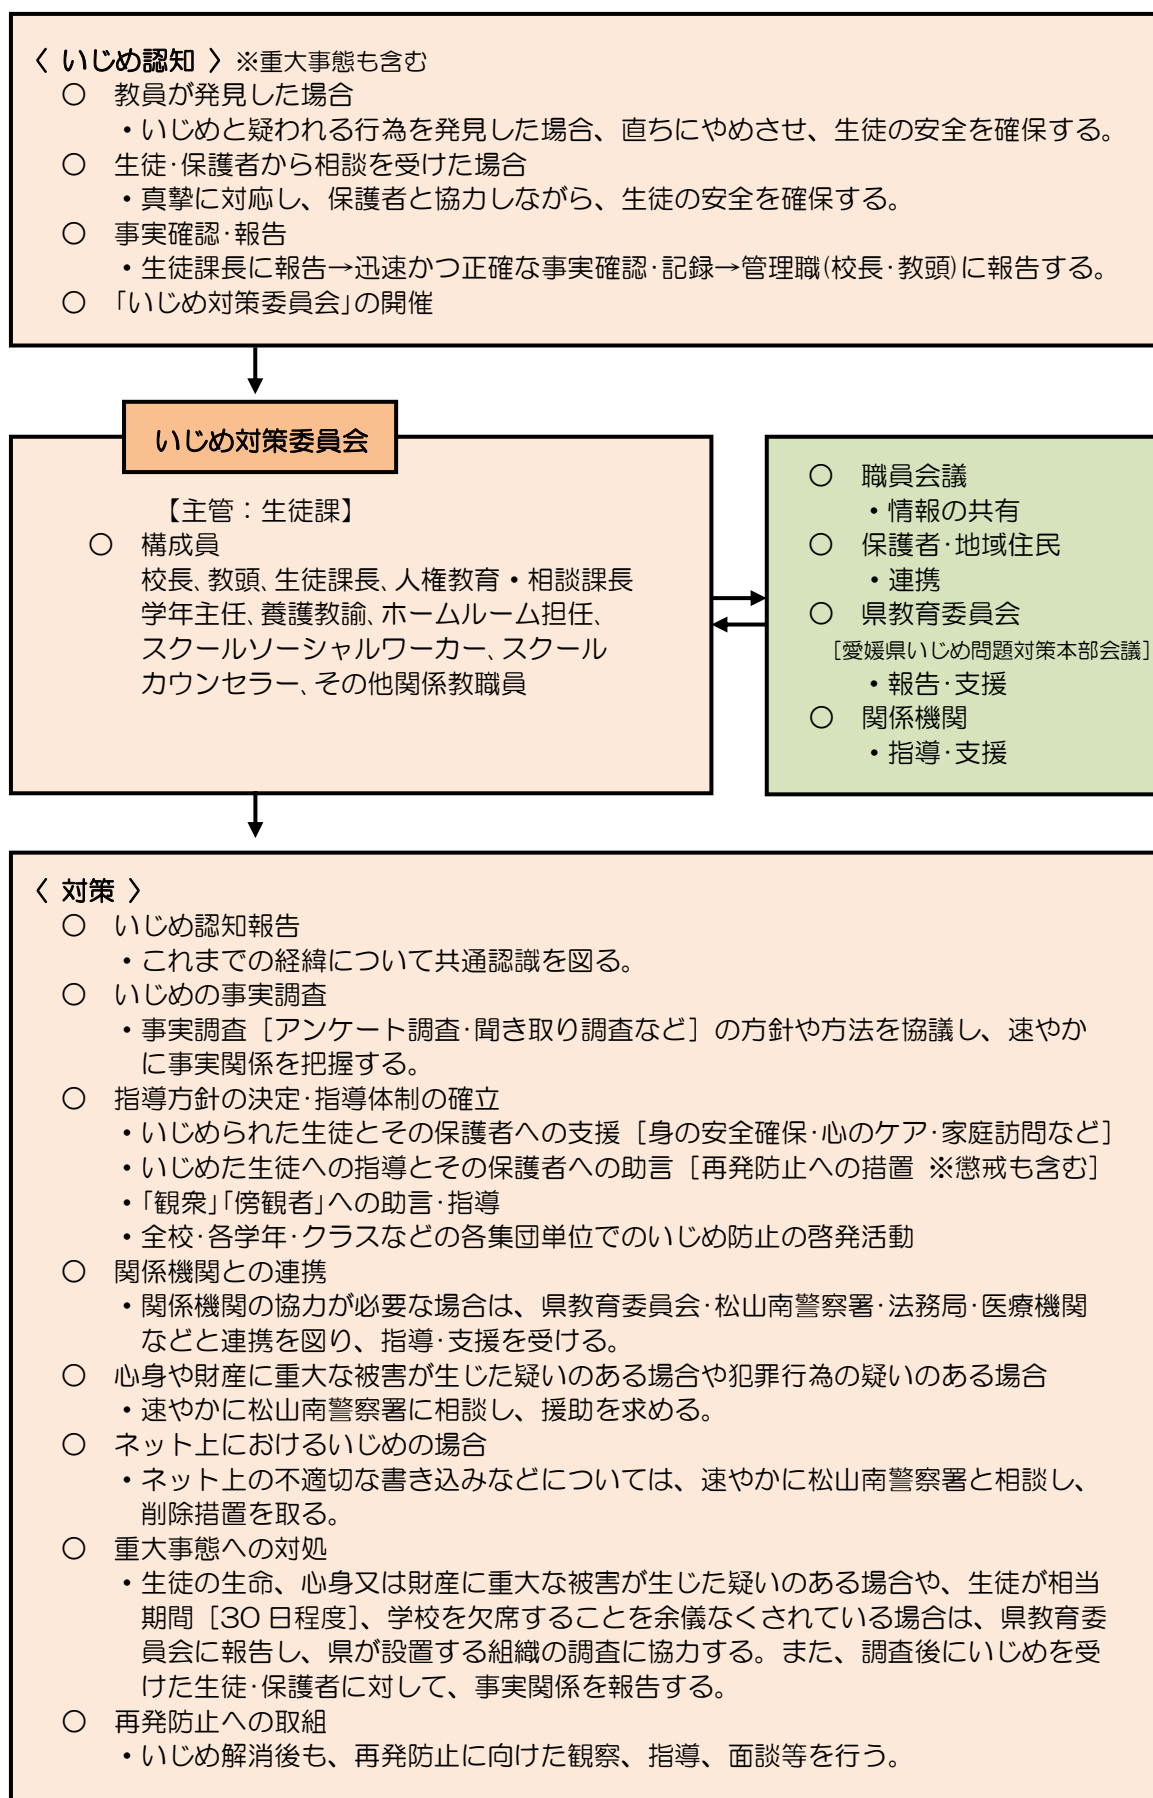 〈 いじめ認知 〉※重大事態も含む
○ 教員が発見した場合
・いじめと疑われる行為を発見した場合、直ちにやめさせ、生徒の安全を確保する。
○ 生徒・保護者から相談を受けた場合
・真摯に対応し、保護者と協力しながら、生徒の安全を確保する。
○ 事実確認・報告
・生徒課長に報告→迅速かつ正確な事実確認・記録→管理職(校長・教頭)に報告する。
○ 「いじめ対策委員会」の開催
いじめ対策委員会
【主管：生徒課】
○ 構成員
校長、教頭、生徒課長、人権教育・相談課長
学年主任、養護教諭、ホームルーム担任、
スクールソーシャルワーカー、スクール
カウンセラー、その他関係教職員
○ 職員会議
・情報の共有
○ 保護者・地域住民
・連携
○ 県教育委員会
［愛媛県いじめ問題対策本部会議］
・報告・支援
○ 関係機関
・指導・支援
〈 対策 〉
○ いじめ認知報告
・これまでの経緯について共通認識を図る。
○ いじめの事実調査
・事実調査［アンケート調査・聞き取り調査など］の方針や方法を協議し、速やか
に事実関係を把握する。
○ 指導方針の決定・指導体制の確立
・いじめられた生徒とその保護者への支援［身の安全確保・心のケア・家庭訪問など］
・いじめた生徒への指導とその保護者への助言［再発防止への措置 ※懲戒も含む］
・「観衆」「傍観者」への助言・指導
・全校・各学年・クラスなどの各集団単位でのいじめ防止の啓発活動
○ 関係機関との連携
・関係機関の協力が必要な場合は、県教育委員会・松山南警察署・法務局・医療機関
などと連携を図り、指導・支援を受ける。
○ 心身や財産に重大な被害が生じた疑いのある場合や犯罪行為の疑いのある場合
・速やかに松山南警察署に相談し、援助を求める。
○ ネット上におけるいじめの場合
・ネット上の不適切な書き込みなどについては、速やかに松山南警察署と相談し、
削除措置を取る。
○ 重大事態への対処
・生徒の生命、心身又は財産に重大な被害が生じた疑いのある場合や、生徒が相当
期間［30日程度］、学校を欠席することを余儀なくされている場合は、県教育委
員会に報告し、県が設置する組織の調査に協力する。また、調査後にいじめを受
けた生徒・保護者に対して、事実関係を報告する。
○ 再発防止への取組
・いじめ解消後も、再発防止に向けた観察、指導、面談等を行う。